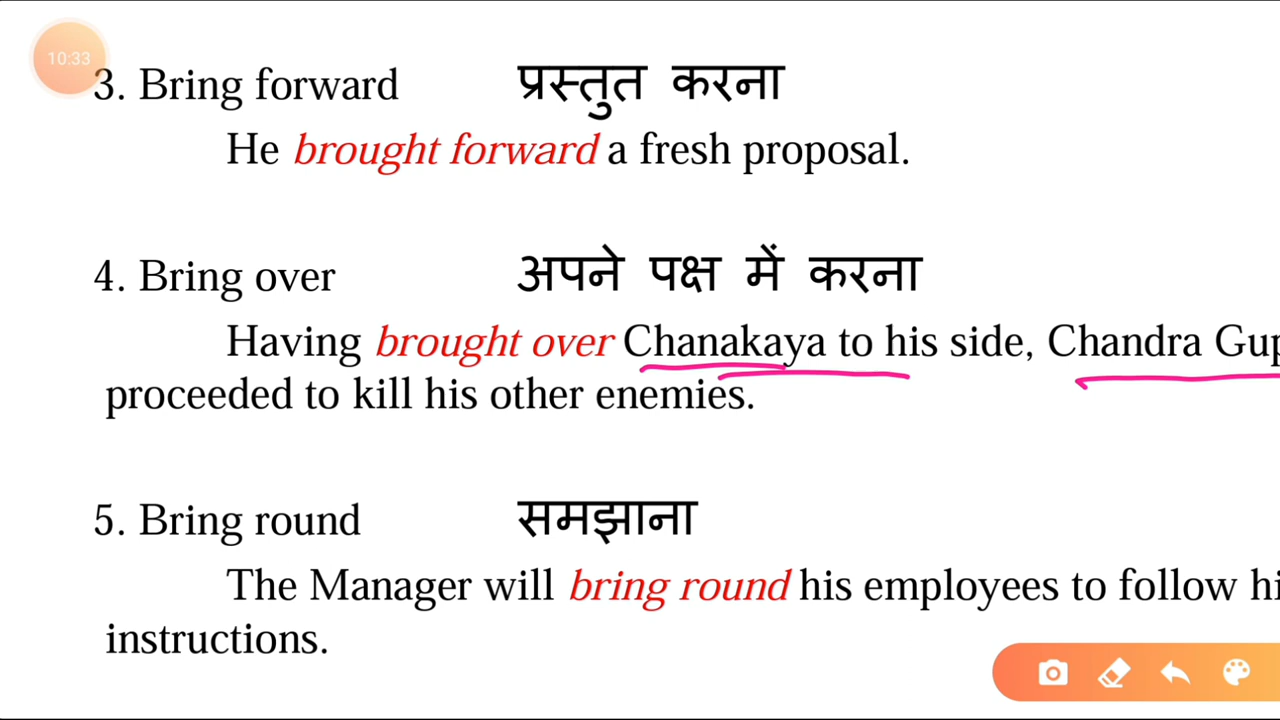 10:33
3. Bring forward प्रस्तुत करना
He brought forward a fresh proposal.
4. Bring over अपने पक्ष में करना
Having brought over Chanakaya to his side, Chandra
proceeded to kill his other enemies.
5. Bring round समझाना
The Manager will bring round his employees to follow
instructions.